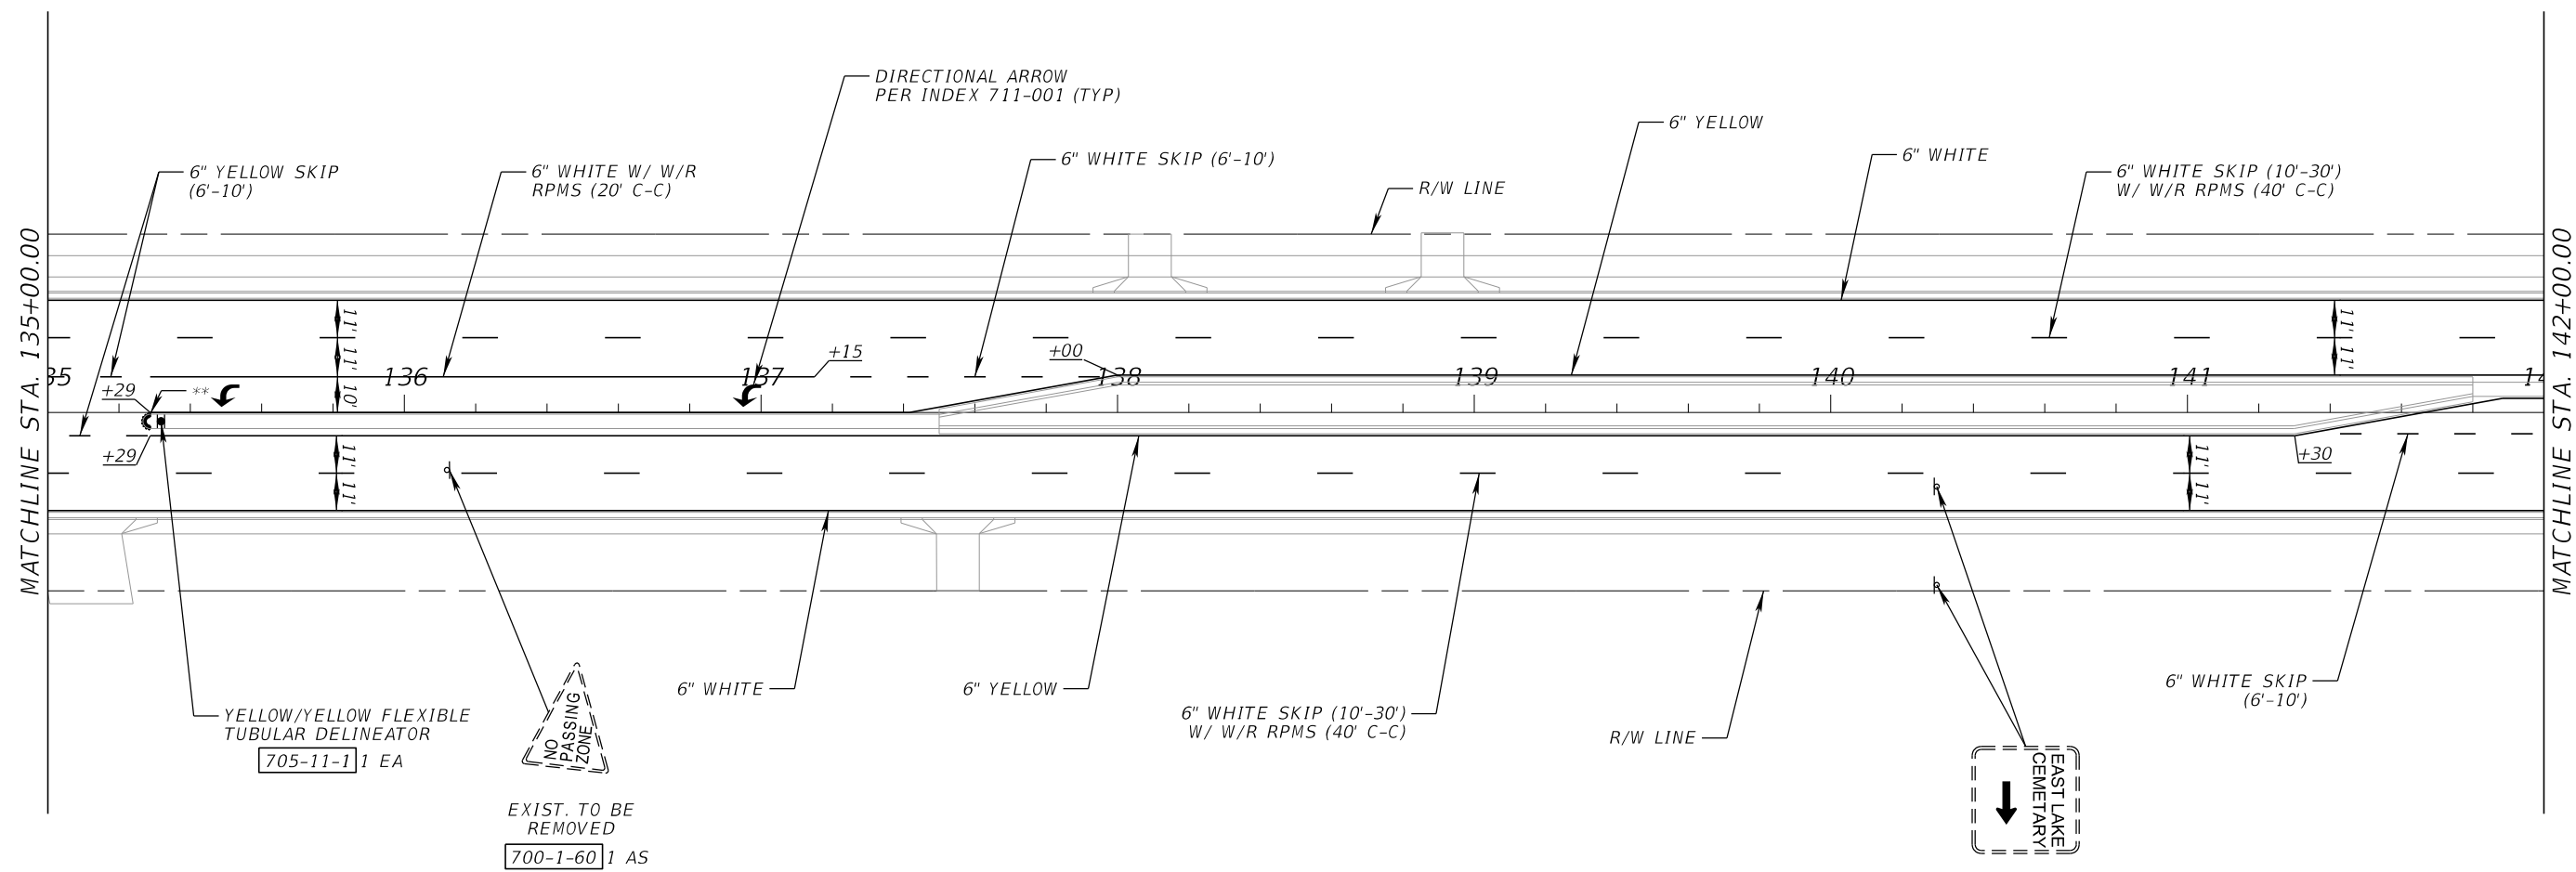 DIRECTIONAL ARROW
PER INDEX 711-001 (TYP)
6" YELLOW
6" WHITE
6" WHITE SKIP (6'-10')
6" YELLOW SKIP
(6'-10')
6" WHITE W/ W/R
RPMS (20' C-C)
6" WHITE SKIP (10'-30')
W/ W/R RPMS (40' C-C)
R/W LINE
MATCHLINE STA. 135+00.00
MATCHLINE STA. 142+00.00
11'
11'
10'
11'
11'
+15
+00
35
136
137
138
139
140
141
14
+29
**
+29
+30
11'
11'
11'
11'
6" WHITE
6" YELLOW
6" WHITE SKIP
(6'-10')
YELLOW/YELLOW FLEXIBLE
TUBULAR DELINEATOR
705-11-1 1 EA
NO
PASSING
ZONE
EXIST. TO BE
REMOVED
700-1-60 1 AS
6" WHITE SKIP (10'-30')
W/ W/R RPMS (40' C-C)
R/W LINE
EAST LAKE
CEMETARY